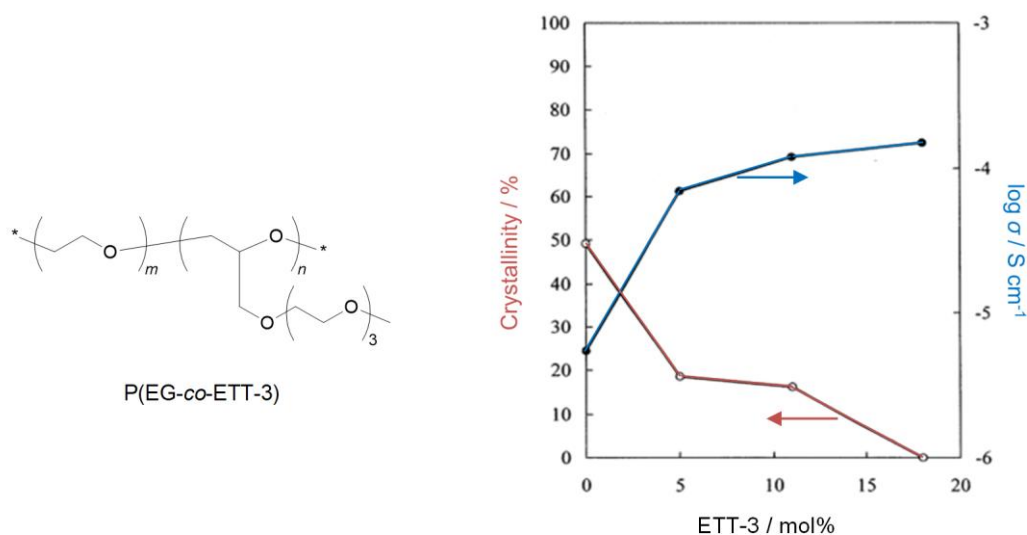 *
O
m
O
n
*
O
O
3
P(EG-co-ETT-3)
100
90
80
70
60
50
40
30
20
10
0
Crystallinity / %
-3
-4
-5
-6
log σ / S cm⁻¹
0 5 10 15 20
ETT-3 / mol%